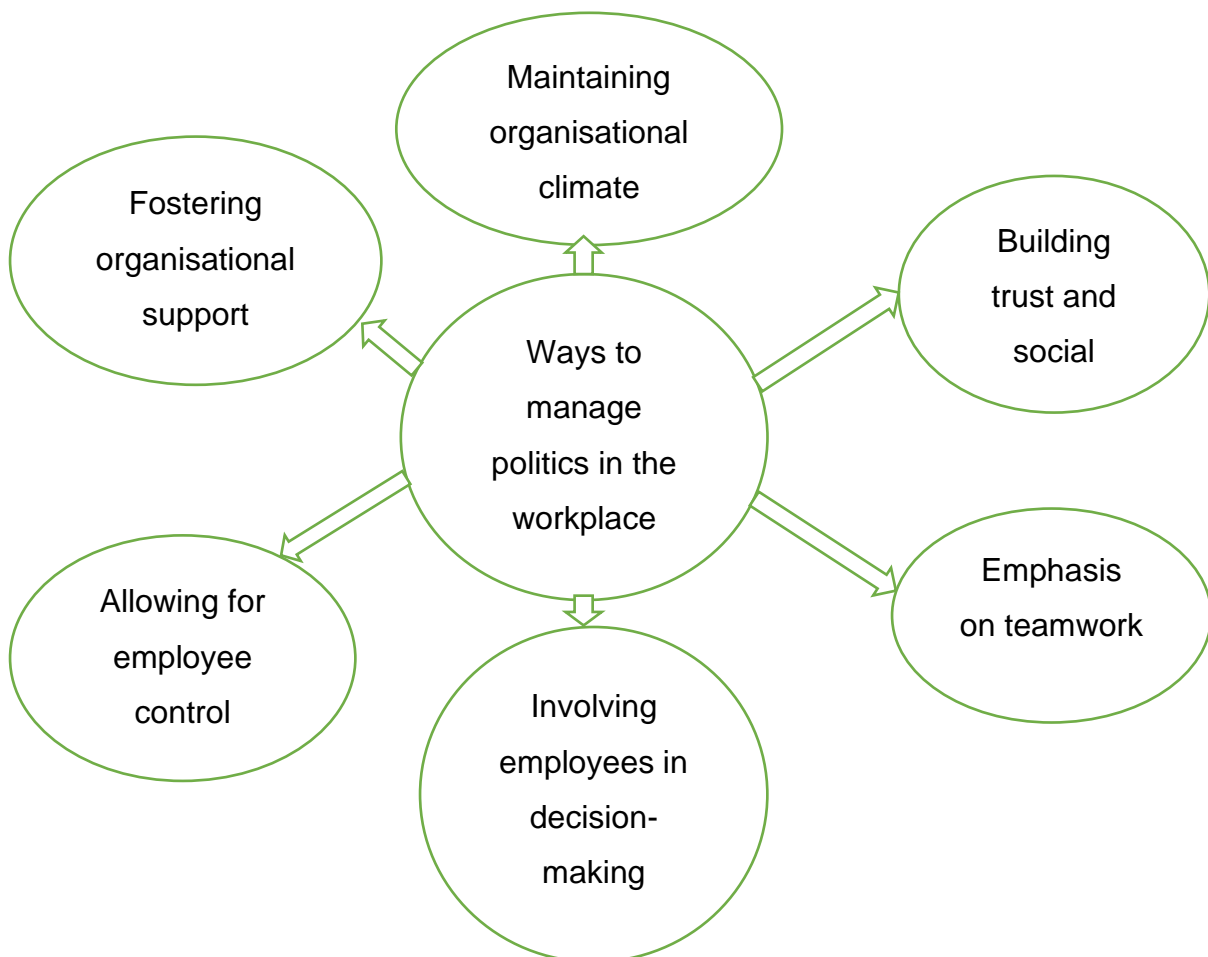 Maintaining
organisational
climate
Fostering
organisational
support
Building
trust and
social
Ways to
manage
politics in the
workplace
Emphasis
on teamwork
Allowing for
employee
control
Involving
employees in
decision-
making